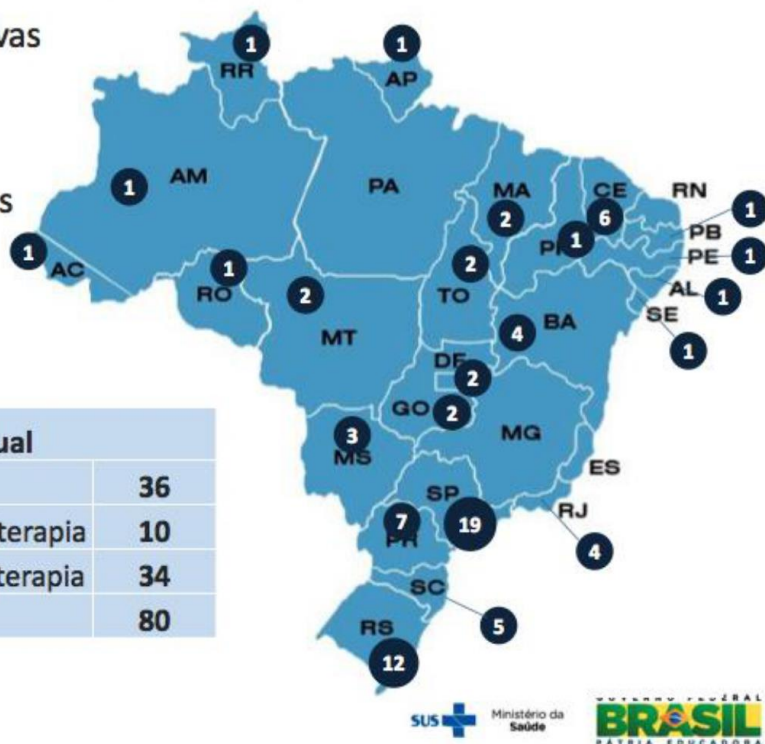 vas
1
RR
1
AP
s
1
AM
PA
MA
2
CE
6
RN
1
PB
1
PE
1
AL
1
SE
1
1
AC
1
RO
2
MT
2
TO
4
BA
DF
2
GO
2
MG
ES
3
MS
SP
19
RJ
4
7
PR
SC
5
RS
12
ual
36
terapia 10
terapia 34
80
SUS
Ministério da
Saúde
BRASIL
PÁTRIA EDUCADORA